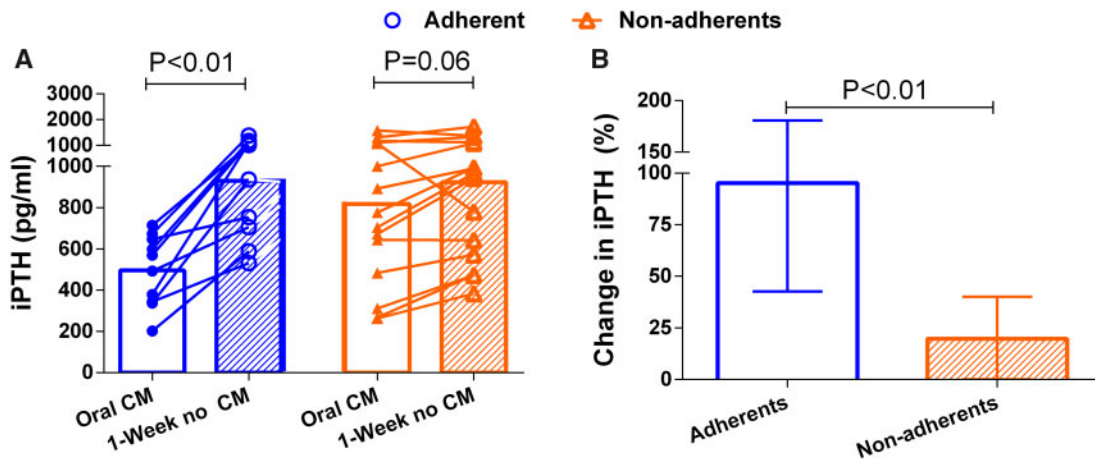 Adherent Non-adherents
A
P<0.01 P=0.06
3000
2000
1000
1000
800
600
400
200
0
iPTH (pg/ml)
Oral CM
1-Week no CM
Oral CM
1-Week no CM
B
P<0.01
200
150
100
75
50
25
0
Change in iPTH (%)
Adherents
Non-adherents